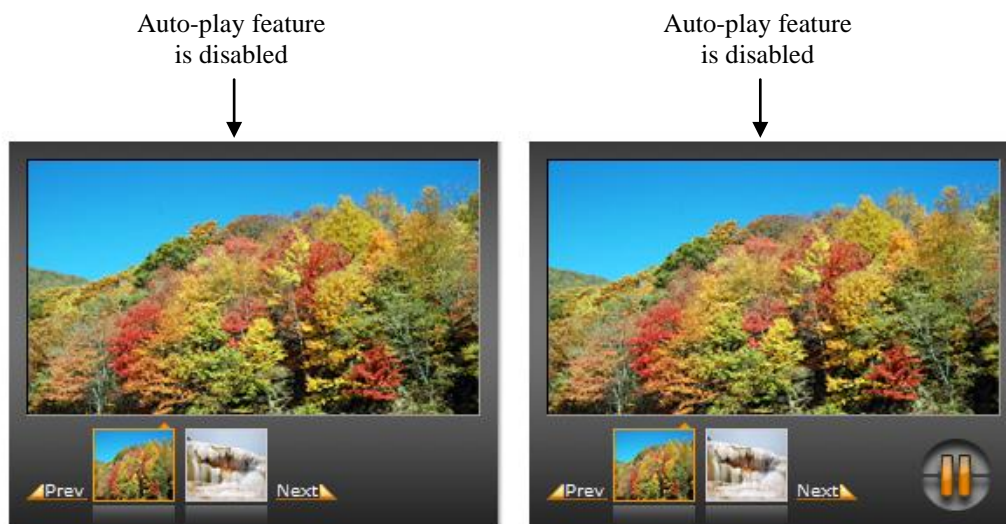 Auto-play feature
is disabled
Auto-play feature
is disabled
Prev
Next
Prev
Next